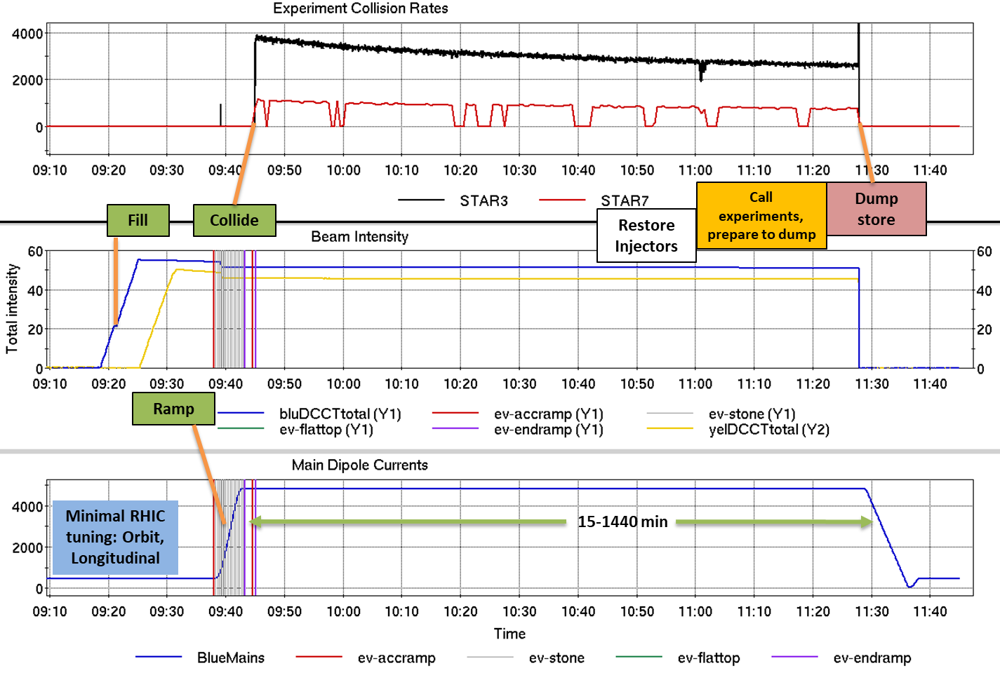 Experiment Collision Rates
4000
2000
0
09:10 09:20 09:30 09:40 09:50 10:00 10:10 10:20 10:30 10:40 10:50 11:00 11:10 11:20 11:30 11:40
STAR3 STAR7
Fill
Collide
Restore
Injectors
Call
experiments,
prepare to dump
Dump
store
Beam Intensity
Total intensity
60
40
20
0
60
40
20
0
09:10 09:20 09:30 09:40 09:50 10:00 10:10 10:20 10:30 10:40 10:50 11:00 11:10 11:20 11:30 11:40
Ramp
bluDCCTtotal (Y1) ev-accramp (Y1) ev-stone (Y1)
ev-flattop (Y1) ev-endramp (Y1) yelDCCTtotal (Y2)
Main Dipole Currents
4000
2000
0
Minimal RHIC
tuning: Orbit,
Longitudinal
15-1440 min
09:10 09:20 09:30 09:40 09:50 10:00 10:10 10:20 10:30 10:40 10:50 11:00 11:10 11:20 11:30 11:40
Time
BlueMains ev-accramp ev-stone ev-flattop ev-endramp